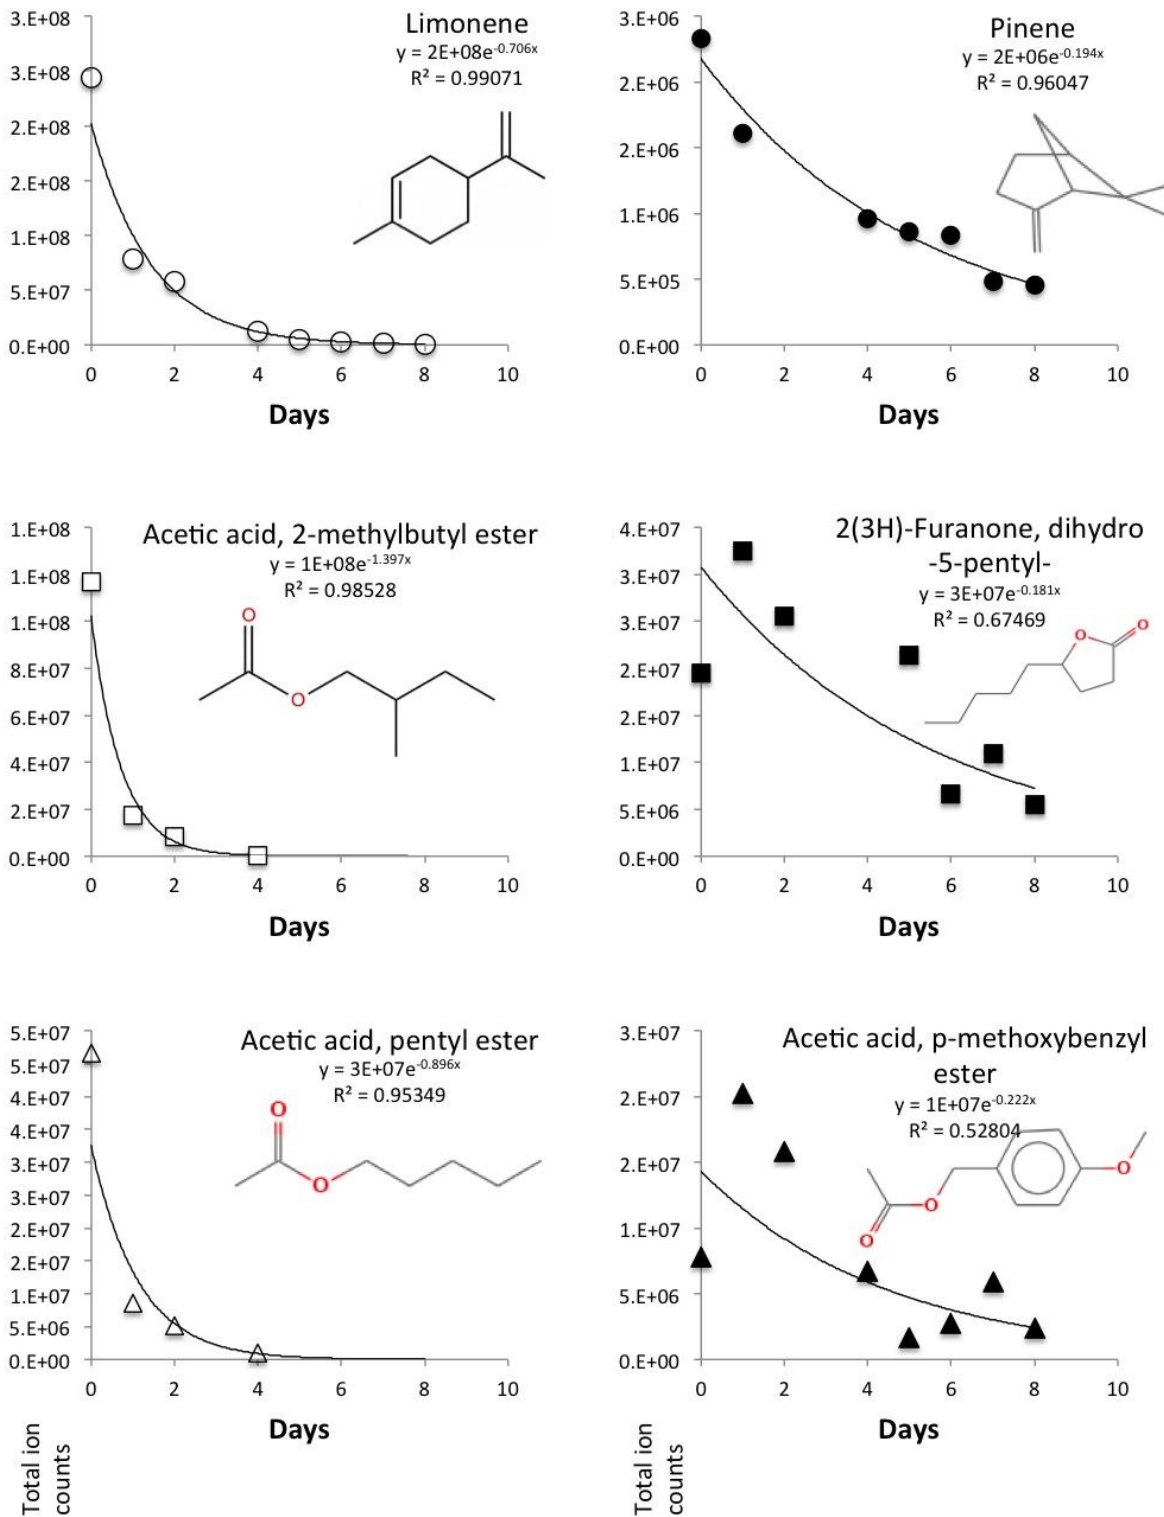 Limonene
y = 2E+08e-0.706x
R² = 0.99071
3.E+08
3.E+08
2.E+08
2.E+08
1.E+08
5.E+07
0.E+00
0 2 4 6 8 10
Days
Pinene
y = 2E+06e-0.194x
R² = 0.96047
3.E+06
2.E+06
2.E+06
1.E+06
5.E+05
0.E+00
0 2 4 6 8 10
Days
Acetic acid, 2-methylbutyl ester
y = 1E+08e-1.397x
R² = 0.98528
1.E+08
1.E+08
1.E+08
8.E+07
6.E+07
4.E+07
2.E+07
0.E+00
O
O
0 2 4 6 8 10
Days
2(3H)-Furanone, dihydro
-5-pentyl-
y = 3E+07e-0.181x
R² = 0.67469
4.E+07
3.E+07
3.E+07
2.E+07
2.E+07
1.E+07
5.E+06
0.E+00
O
O
0 2 4 6 8 10
Days
Acetic acid, pentyl ester
y = 3E+07e-0.896x
R² = 0.95349
5.E+07
5.E+07
4.E+07
4.E+07
3.E+07
3.E+07
2.E+07
2.E+07
1.E+07
5.E+06
0.E+00
O
O
0 2 4 6 8 10
Days
Total ion
counts
Acetic acid, p-methoxybenzyl
ester
y = 1E+07e-0.222x
R² = 0.52804
3.E+07
2.E+07
2.E+07
1.E+07
5.E+06
0.E+00
O
O
O
0 2 4 6 8 10
Days
Total ion
counts